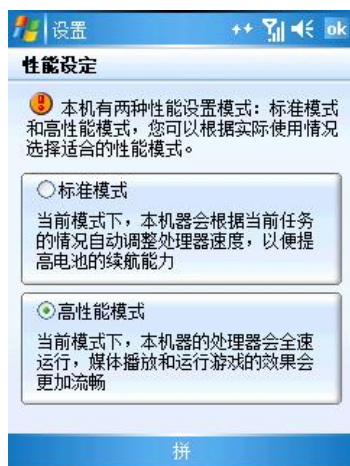 设置 ok
性能设定
本机有两种性能设置模式：标准模式
和高性能模式，您可以根据实际使用情况
选择适合的性能模式。
标准模式
当前模式下，本机器会根据当前任务
的情况自动调整处理器速度，以便提
高电池的续航能力
高性能模式
当前模式下，本机器的处理器会全速
运行，媒体播放和运行游戏的效果会
更加流畅
拼